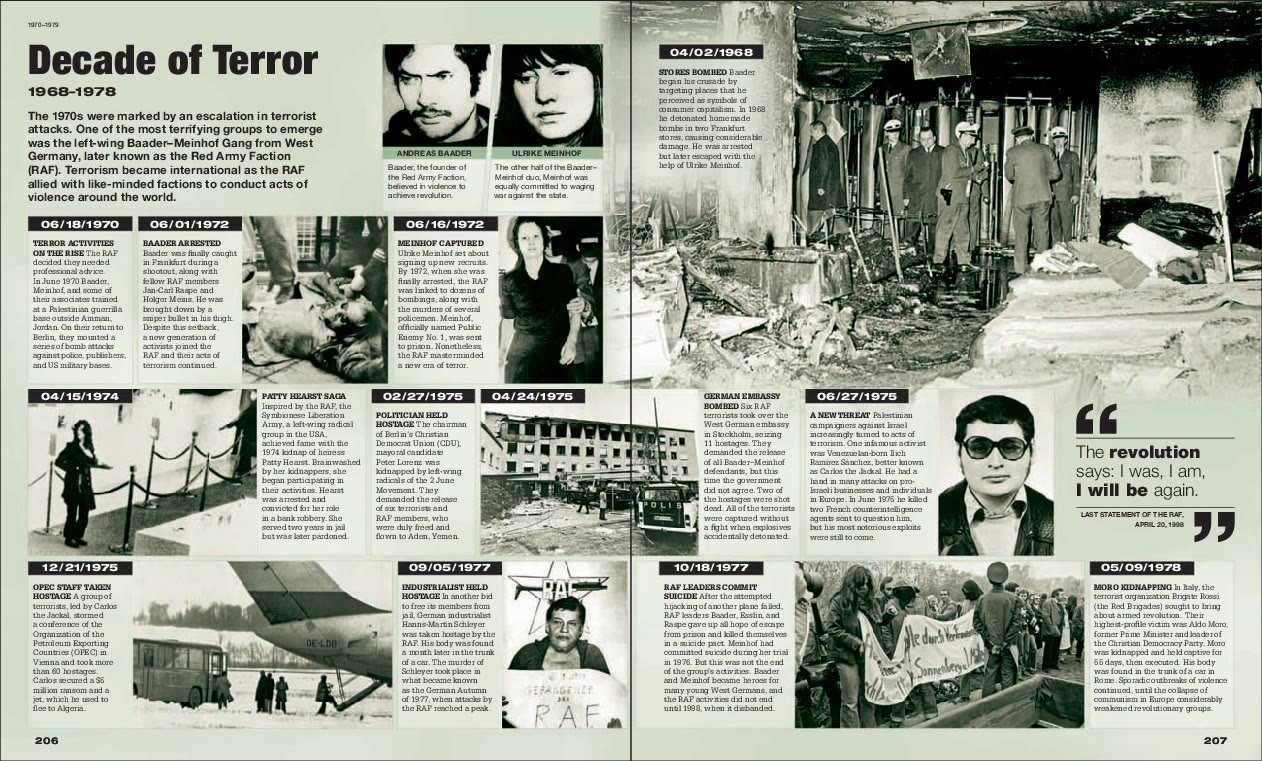 1970–1979
Decade of Terror
1968–1978
The 1970s were marked by an escalation in terrorist
attacks. One of the most terrifying groups to emerge
was the left-wing Baader–Meinhof Gang from West
Germany, later known as the Red Army Faction
(RAF). Terrorism became international as the RAF
allied with like-minded factions to conduct acts of
violence around the world.
ANDREAS BAADER
Baader, the founder of
the Red Army Faction,
believed in violence to
achieve revolution.
ULRIKE MEINHOF
The other half of the Baader–
Meinhof duo, Meinhof was
equally committed to waging
war against the state.
04/02/1968
STORES BOMBED Baader
began his crusade by
targeting places that he
perceived as symbols of
consumer capitalism. In 1968
he detonated homemade
bombs in two Frankfurt
stores, causing considerable
damage. He was arrested
but later escaped with the
help of Ulrike Meinhof.
06/18/1970
TERROR ACTIVITIES
ON THE RISE The RAF
decided they needed
professional advice.
In June 1970 Baader,
Meinhof, and some of
their associates trained
at a Palestinian guerrilla
base outside Amman,
Jordan. On their return to
Berlin, they mounted a
series of bomb attacks
against police, publishers,
and US military bases.
06/01/1972
BAADER ARRESTED
Baader was finally caught
in Frankfurt during a
shootout, along with
fellow RAF members
Jan-Carl Raspe and
Holger Meins. He was
brought down by a
sniper bullet in his thigh.
Despite this setback,
a new generation of
activists joined the
RAF and their acts of
terrorism continued.
06/16/1972
MEINHOF CAPTURED
Ulrike Meinhof set about
signing up new recruits.
By 1972, when she was
finally arrested, the RAF
was linked to dozens of
bombings, along with
the murders of several
policemen. Meinhof,
officially named Public
Enemy No. 1, was sent
to prison. Nonetheless,
the RAF masterminded
a new era of terror.
04/15/1974
PATTY HEARST SAGA
Inspired by the RAF, the
Symbionese Liberation
Army, a left-wing radical
group in the USA,
achieved fame with the
1974 kidnap of heiress
Patty Hearst. Brainwashed
by her kidnappers, she
began participating in
their activities. Hearst
was arrested and
convicted for her role
in a bank robbery. She
served two years in jail
but was later pardoned.
02/27/1975
POLITICIAN HELD
HOSTAGE The chairman
of Berlin's Christian
Democrat Union (CDU),
mayoral candidate
Peter Lorenz was
kidnapped by left-wing
radicals of the 2 June
Movement. They
demanded the release
of six terrorists and
RAF members, who
were duly freed and
flown to Aden, Yemen.
04/24/1975
POLIS
GERMAN EMBASSY
BOMBED Six RAF
terrorists took over the
West German embassy
in Stockholm, seizing
11 hostages. They
demanded the release
of all Baader–Meinhof
defendants, but this
time the government
did not agree. Two of
the hostages were shot
dead. All of the terrorists
were captured without
a fight when explosives
accidentally detonated.
06/27/1975
A NEW THREAT Palestinian
campaigners against Israel
increasingly turned to acts of
terrorism. One infamous activist
was Venezuelan-born Ilich
Ramírez Sánchez, better known
as Carlos the Jackal. He had a
hand in many attacks on pro-
Israeli businesses and individuals
in Europe. In June 1975 he killed
two French counterintelligence
agents sent to question him,
but his most notorious exploits
were still to come.
“
The revolution
says: I was, I am,
I will be again.
LAST STATEMENT OF THE RAF,
APRIL 20, 1998
”
12/21/1975
OPEC STAFF TAKEN
HOSTAGE A group of
terrorists, led by Carlos
the Jackal, stormed
a conference of the
Organization of the
Petroleum Exporting
Countries (OPEC) in
Vienna and took more
than 60 hostages.
Carlos secured a $5
million ransom and a
jet, which he used to
flee to Algeria.
OE-LDB
09/05/1977
INDUSTRIALIST HELD
HOSTAGE In another bid
to free its members from
jail, German industrialist
Hanns-Martin Schleyer
was taken hostage by the
RAF. His body was found
a month later in the trunk
of a car. The murder of
Schleyer took place in
what became known
as the German Autumn
of 1977, when attacks by
the RAF reached a peak.
RAF
GEFANGENER
RAF
10/18/1977
RAF LEADERS COMMIT
SUICIDE After the attempted
hijacking of another plane failed,
RAF leaders Baader, Esslin, and
Raspe gave up all hope of escape
from prison and killed themselves
in a suicide pact. Meinhof had
committed suicide during her trial
in 1976. But this was not the end
of the group's activities. Baader
and Meinhof became heroes for
many young West Germans, and
the RAF activities did not end
until 1998, when it disbanded.
05/09/1978
MORO KIDNAPPING In Italy, the
terrorist organization Brigate Rossi
(the Red Brigades) sought to bring
about armed revolution. Their
highest-profile victim was Aldo Moro,
former Prime Minister and leader of
the Christian Democracy Party. Moro
was kidnapped and held captive for
55 days, then executed. His body
was found in the trunk of a car in
Rome. Sporadic outbreaks of violence
continued, until the collapse of
communism in Europe considerably
weakened revolutionary groups.
206
207